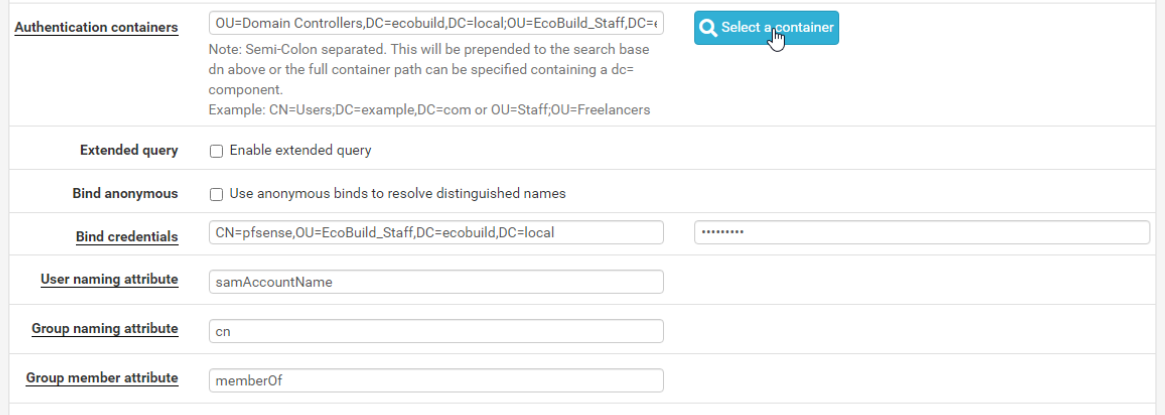 Authentication containers
OU=Domain Controllers,DC=ecobuild,DC=local;OU=EcoBuild_Staff,DC=e
Select a container
Note: Semi-Colon separated. This will be prepended to the search base
dn above or the full container path can be specified containing a dc=
component.
Example: CN=Users;DC=example,DC=com or OU=Staff;OU=Freelancers
Extended query
Enable extended query
Bind anonymous
Use anonymous binds to resolve distinguished names
Bind credentials
CN=pfsense,OU=EcoBuild_Staff,DC=ecobuild,DC=local
•••••••••
User naming attribute
samAccountName
Group naming attribute
cn
Group member attribute
memberOf